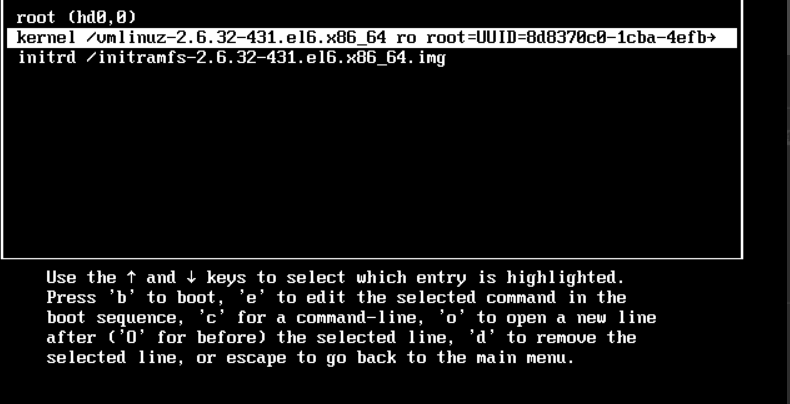 root (hd0,0)
kernel /vmlinuz-2.6.32-431.el6.x86_64 ro root=UUID=8d8370c0-1cba-4efb→
initrd /initramfs-2.6.32-431.el6.x86_64.img
Use the ↑ and ↓ keys to select which entry is highlighted.
Press 'b' to boot, 'e' to edit the selected command in the
boot sequence, 'c' for a command-line, 'o' to open a new line
after ('O' for before) the selected line, 'd' to remove the
selected line, or escape to go back to the main menu.